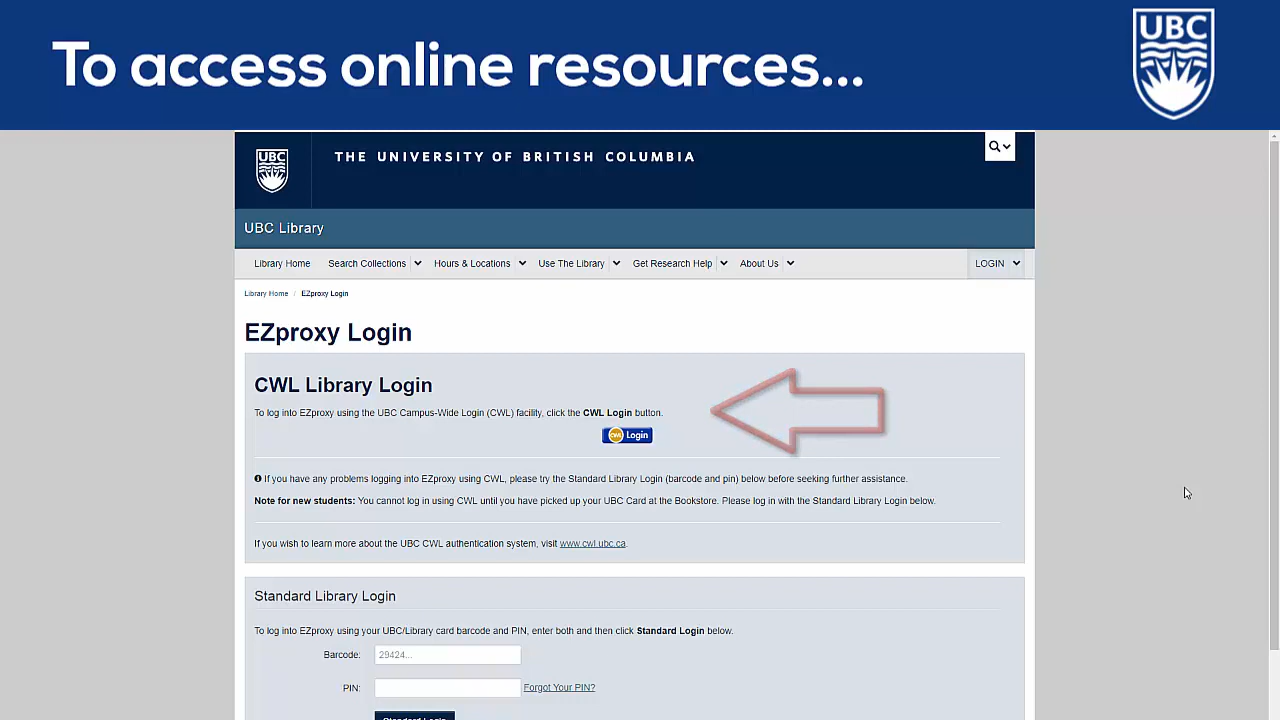 To access online resources...
UBC
UBC
THE UNIVERSITY OF BRITISH COLUMBIA
UBC Library
Library Home Search Collections Hours & Locations Use The Library Get Research Help About Us LOGIN
Library Home / EZproxy Login
EZproxy Login
CWL Library Login
To log into EZproxy using the UBC Campus-Wide Login (CWL) facility, click the CWL Login button.
CWL Login
If you have any problems logging into EZproxy using CWL, please try the Standard Library Login (barcode and pin) below before seeking further assistance.
Note for new students: You cannot log in using CWL until you have picked up your UBC Card at the Bookstore. Please log in with the Standard Library Login below.
If you wish to learn more about the UBC CWL authentication system, visit www.cwl.ubc.ca.
Standard Library Login
To log into EZproxy using your UBC/Library card barcode and PIN, enter both and then click Standard Login below.
Barcode: 29424...
PIN: Forgot Your PIN?
Standard Login